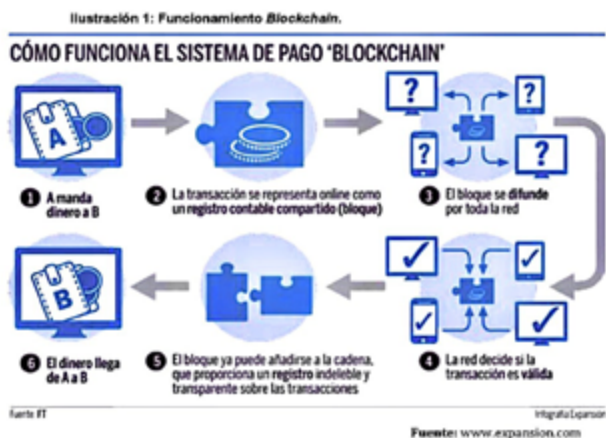 Ilustración 1: Funcionamiento Blockchain.
CÓMO FUNCIONA EL SISTEMA DE PAGO ‘BLOCKCHAIN’
A
?
?
?
?
1 A manda
dinero a B
2 La transacción se representa online como
un registro contable compartido (bloque)
3 El bloque se difunde
por toda la red
B
6 El dinero llega
de A a B
5 El bloque ya puede añadirse a la cadena,
que proporciona un registro indeleble y
transparente sobre las transacciones
4 La red decide si la
transacción es válida
Fuente: FT
Infografía Expansión
Fuente: www.expansion.com